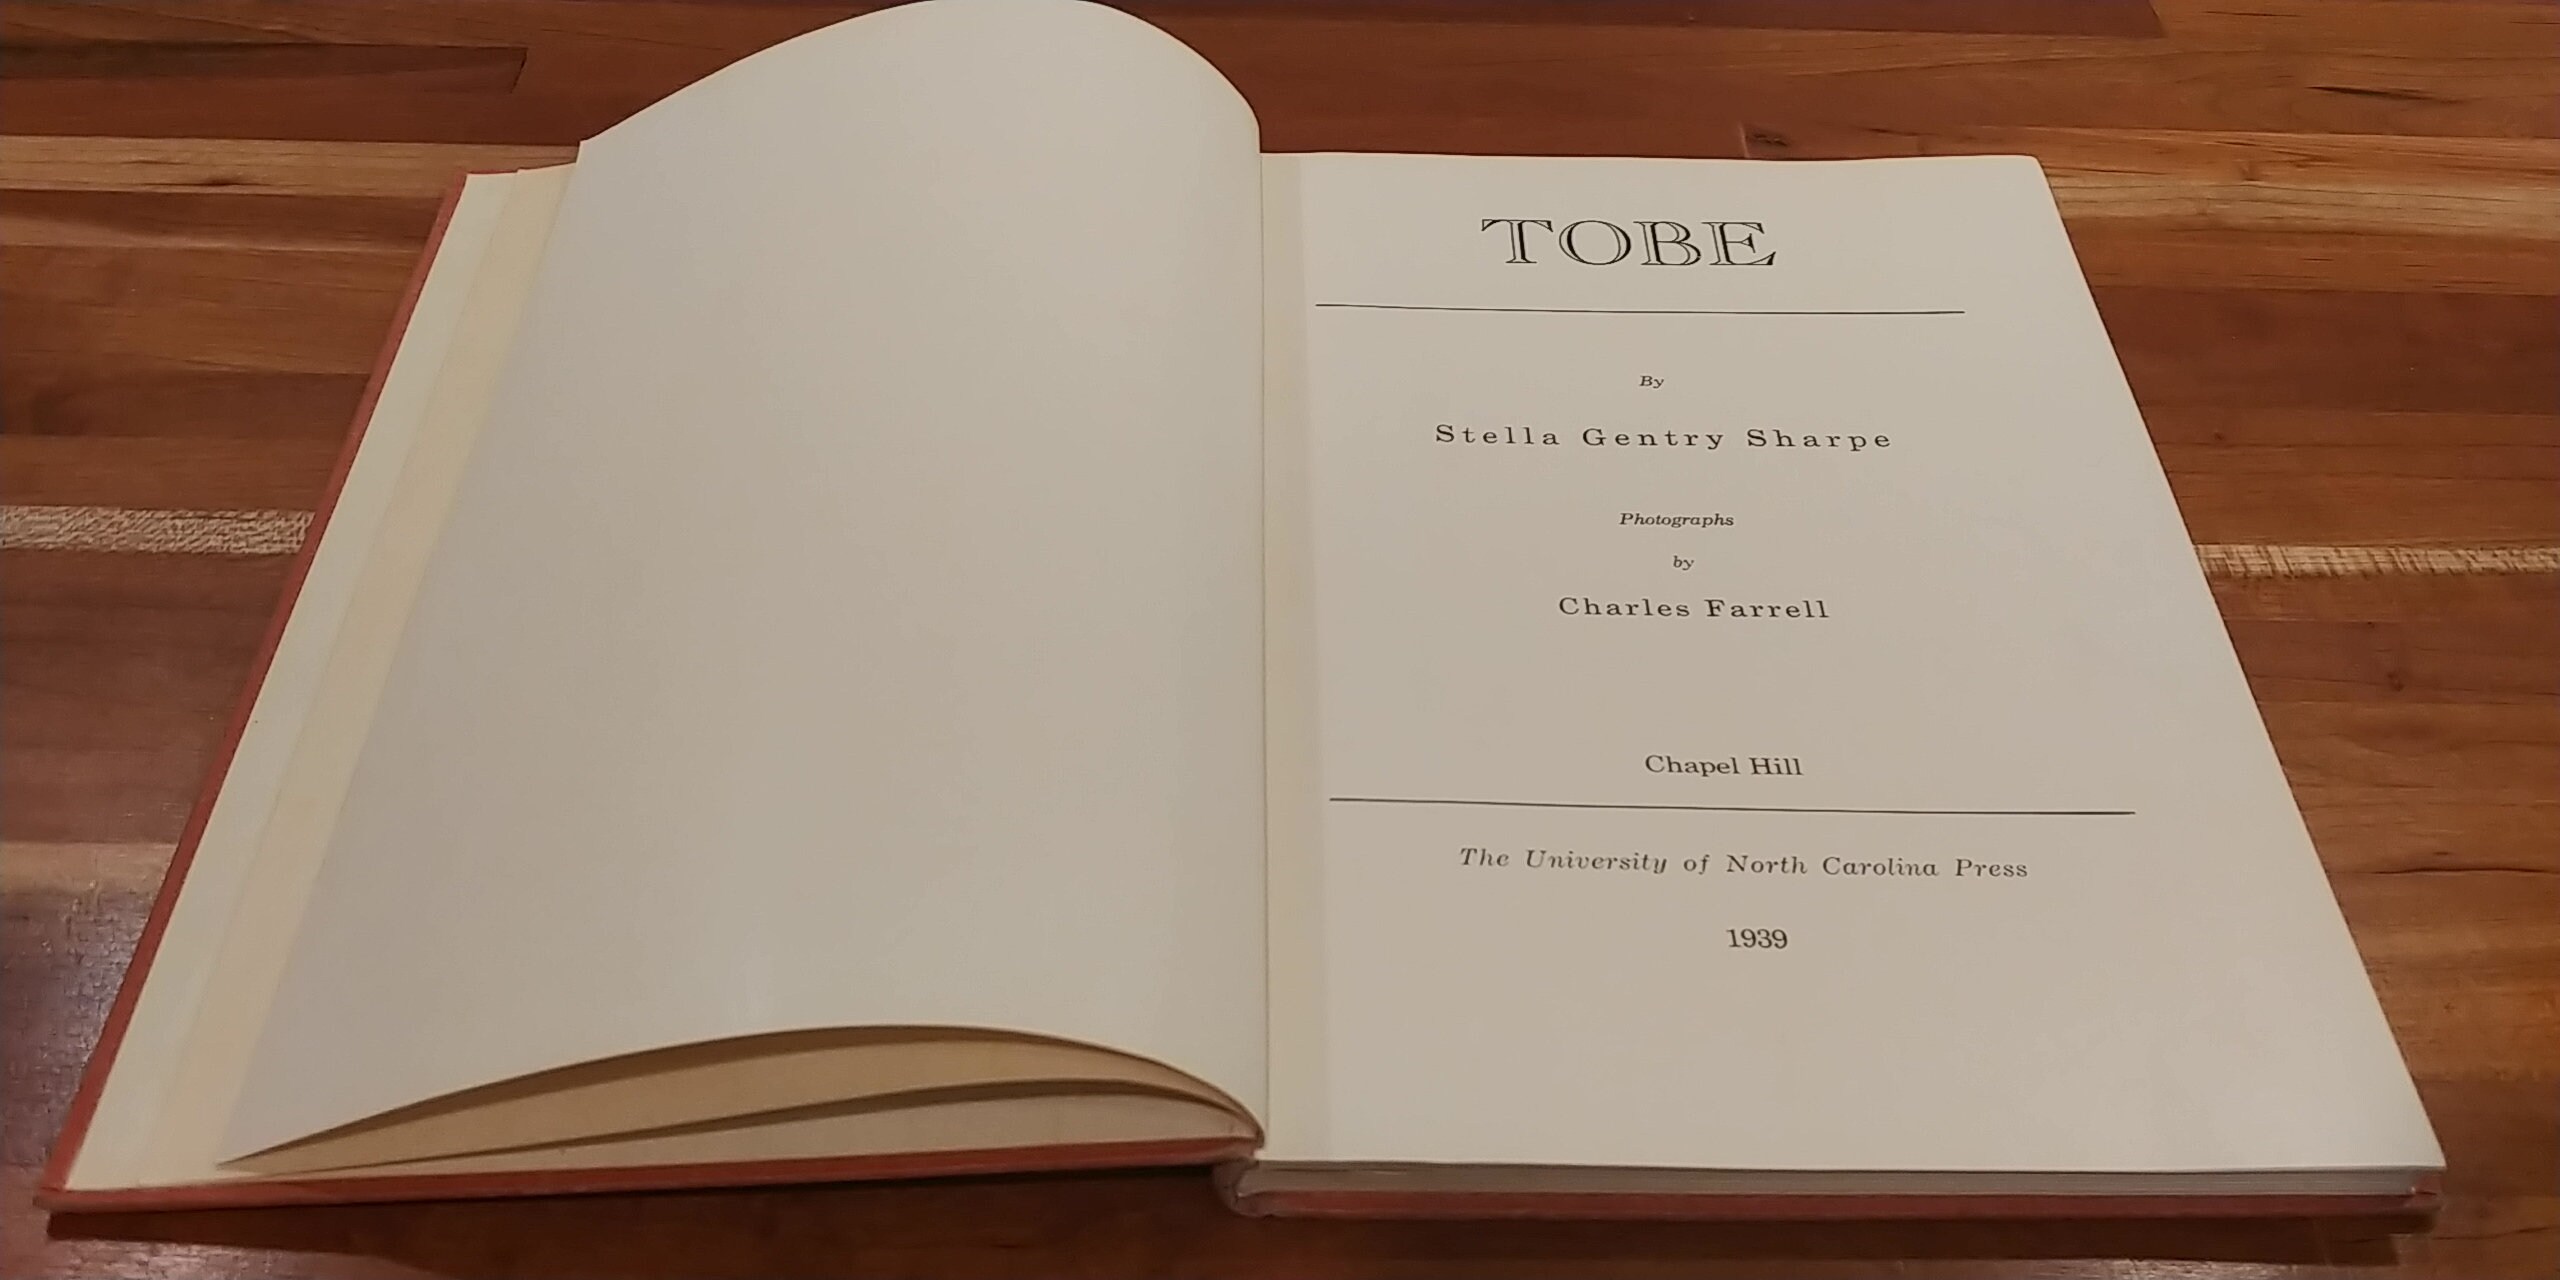 TOBE
By
Stella Gentry Sharpe
Photographs
by
Charles Farrell
Chapel Hill
The University of North Carolina Press
1939